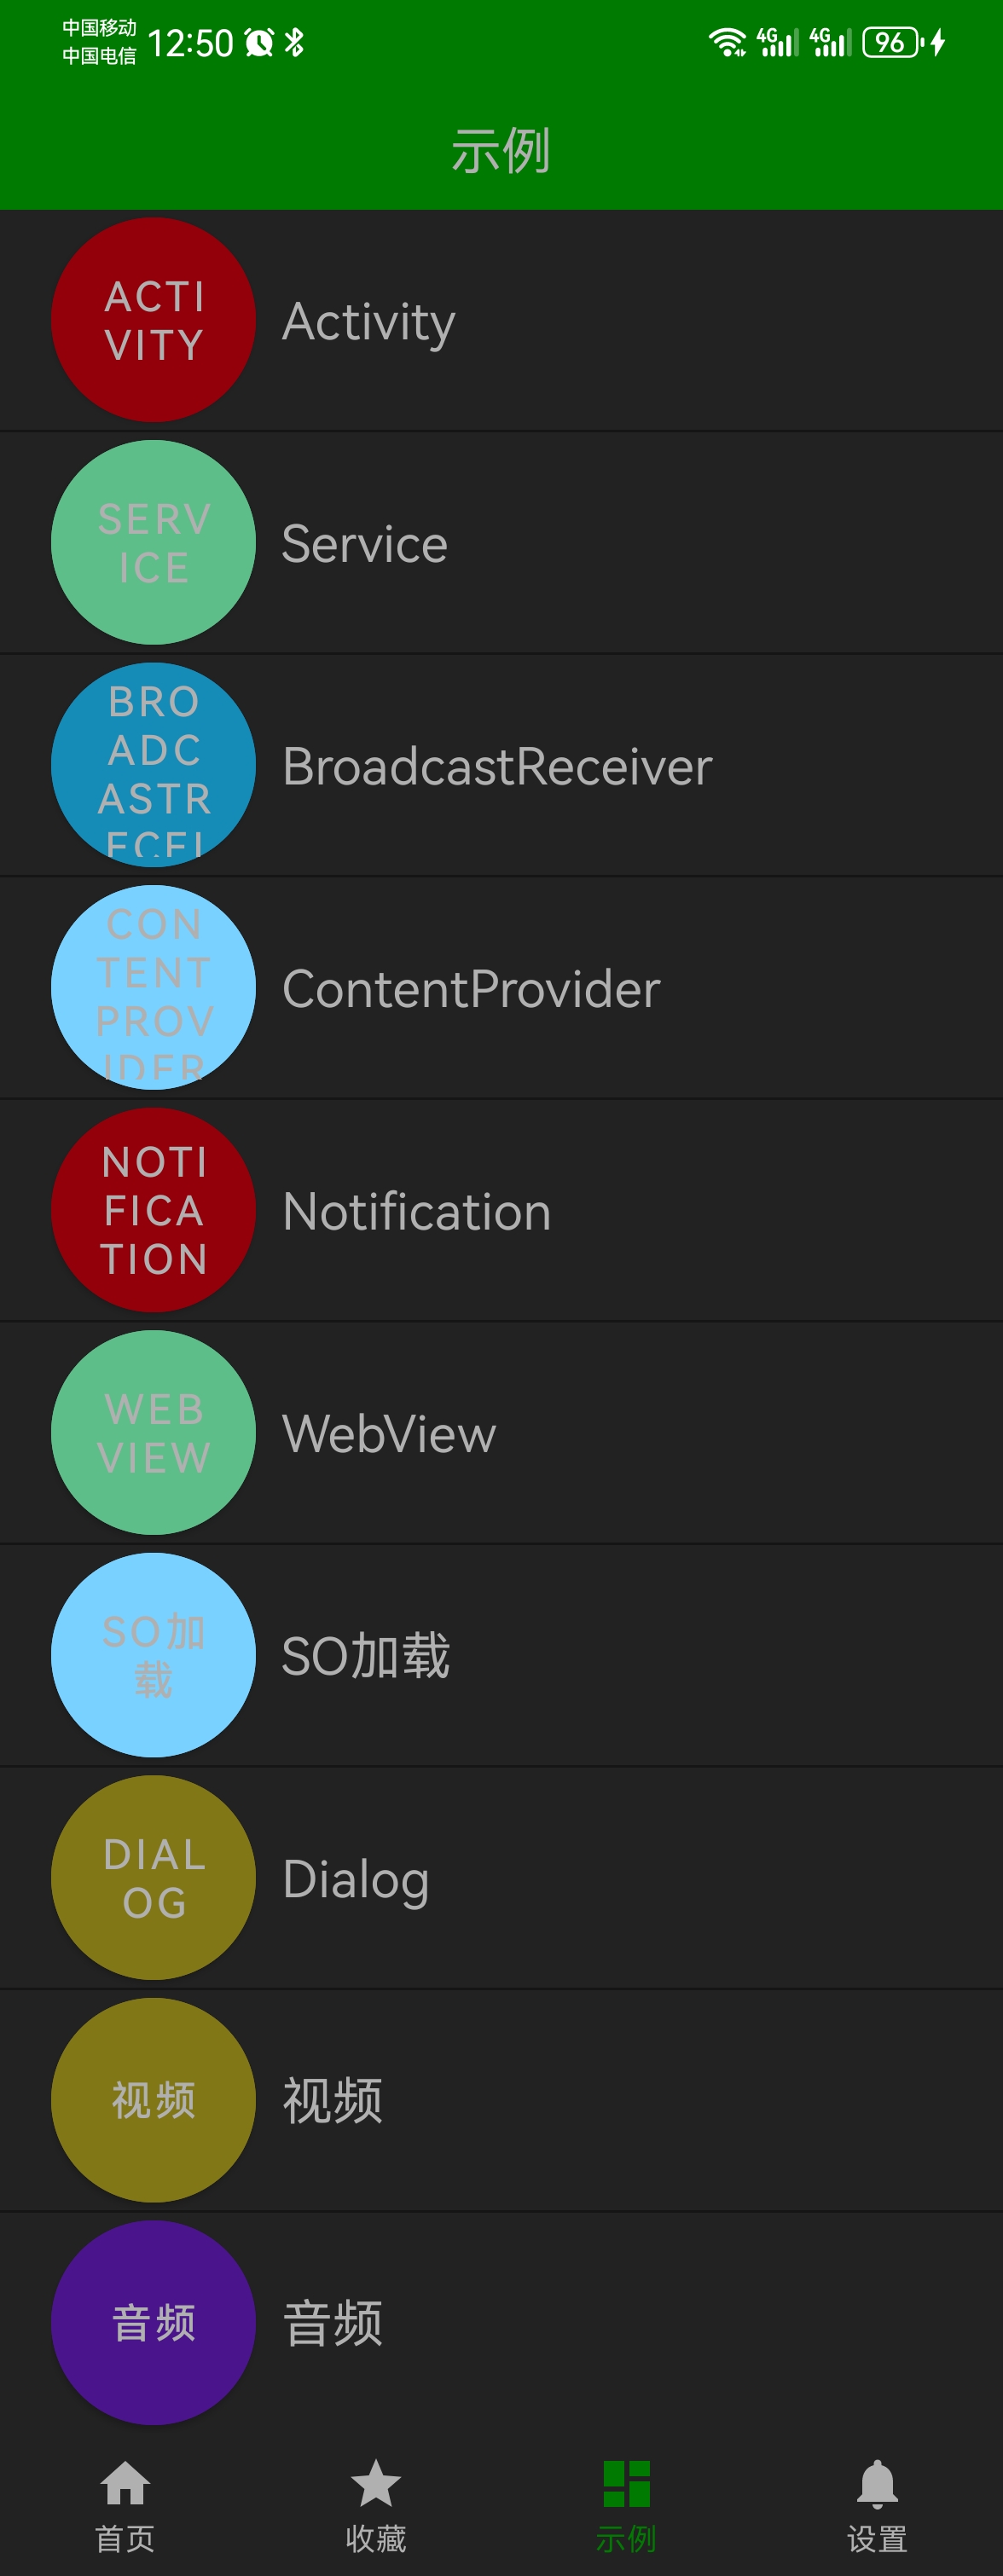 中国移动
中国电信
12:50
4G 4G 96
示例
ACTI
VITY
Activity
SERV
ICE
Service
BRO
ADC
ASTR
ECEI
BroadcastReceiver
CON
TENT
PROV
IDER
ContentProvider
NOTI
FICA
TION
Notification
WEB
VIEW
WebView
SO加
载
SO加载
DIAL
OG
Dialog
视频
视频
音频
音频
首页
收藏
示例
设置